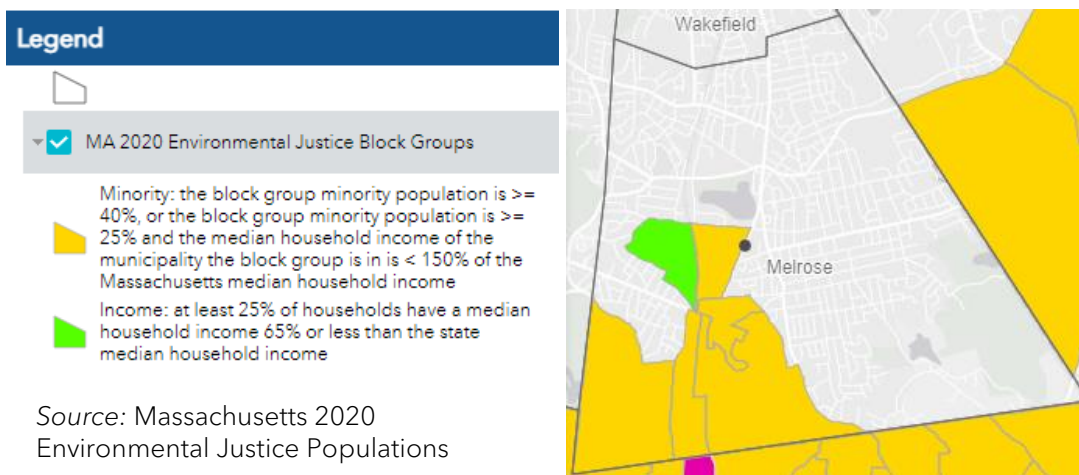 Legend
MA 2020 Environmental Justice Block Groups
Minority: the block group minority population is >=
40%, or the block group minority population is >=
25% and the median household income of the
municipality the block group is in is < 150% of the
Massachusetts median household income
Income: at least 25% of households have a median
household income 65% or less than the state
median household income
Source: Massachusetts 2020
Environmental Justice Populations
Wakefield
Melrose